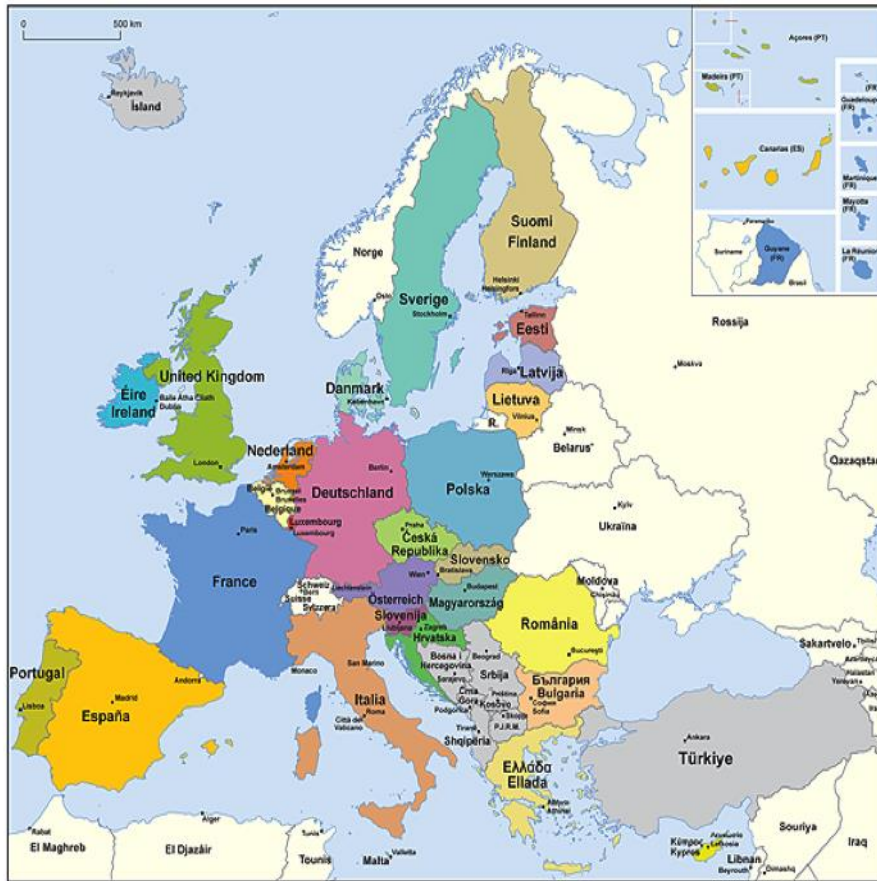 0
500 km
Reykjavik
Ísland
Açores (PT)
Madeira (PT)
(FR)
Guadeloupe
(FR)
Canarias (ES)
Martinique
(FR)
Mayotte
(FR)
Paramaribo
Suriname
Guyane
(FR)
Brasil
La Réunion
(FR)
Norge
Oslo
Suomi
Finland
Helsinki
Helsingfors
Sverige
Stockholm
Tallinn
Eesti
Rossija
Moskva
Riga
Latvija
Lietuva
Vilnius
R.
Minsk
Belarus'
Qazaqstan
United Kingdom
London
Éire
Ireland
Baile Átha Cliath
Dublin
Danmark
København
Nederland
Amsterdam
België
Brussel
Bruxelles
Belgique
Luxembourg
Luxembourg
Berlin
Deutschland
Warszawa
Polska
Kyiv
Ukraïna
Paris
France
Praha
Česká
Republika
Slovensko
Bratislava
Wien
Österreich
Liechtenstein
Schweiz
Bern
Suisse
Svizzera
Budapest
Magyarország
Slovenija
Ljubljana
Zagreb
Hrvatska
Moldova
Chişinău
România
Bucureşti
Bosna i
Hercegovina
Sarajevo
Beograd
Srbija
Crna
Gora
Podgorica
Priština
Kosovo
Skopje
P.J.R.M.
Tiranë
Shqipëria
България
Bulgaria
София
Sofia
Sakartvelo
Portugal
Lisboa
Madrid
España
Andorra
Monaco
San Marino
Italia
Roma
Città del
Vaticano
Ελλάδα
Ellada
Athinai
Ankara
Türkiye
Κύπρος
Kypros
Lefkosia
Souriya
Iraq
Libnan
Beyrouth
Dimashq
Rabat
El Maghreb
Alger
El Djazàir
Tunis
Tounis
Valletta
Malta